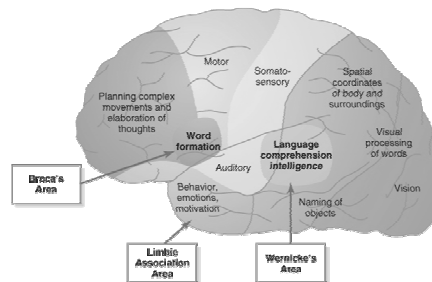 Motor
Somato-
sensory
Spatial
coordinates
of body and
surroundings
Planning complex
movements and
elaboration of
thoughts
Word
formation
Language
comprehension
intelligence
Visual
processing
of words
Auditory
Broca's
Area
Behavior,
emotions,
motivation
Vision
Naming of
objects
Limbic
Association
Area
Wernicke's
Area